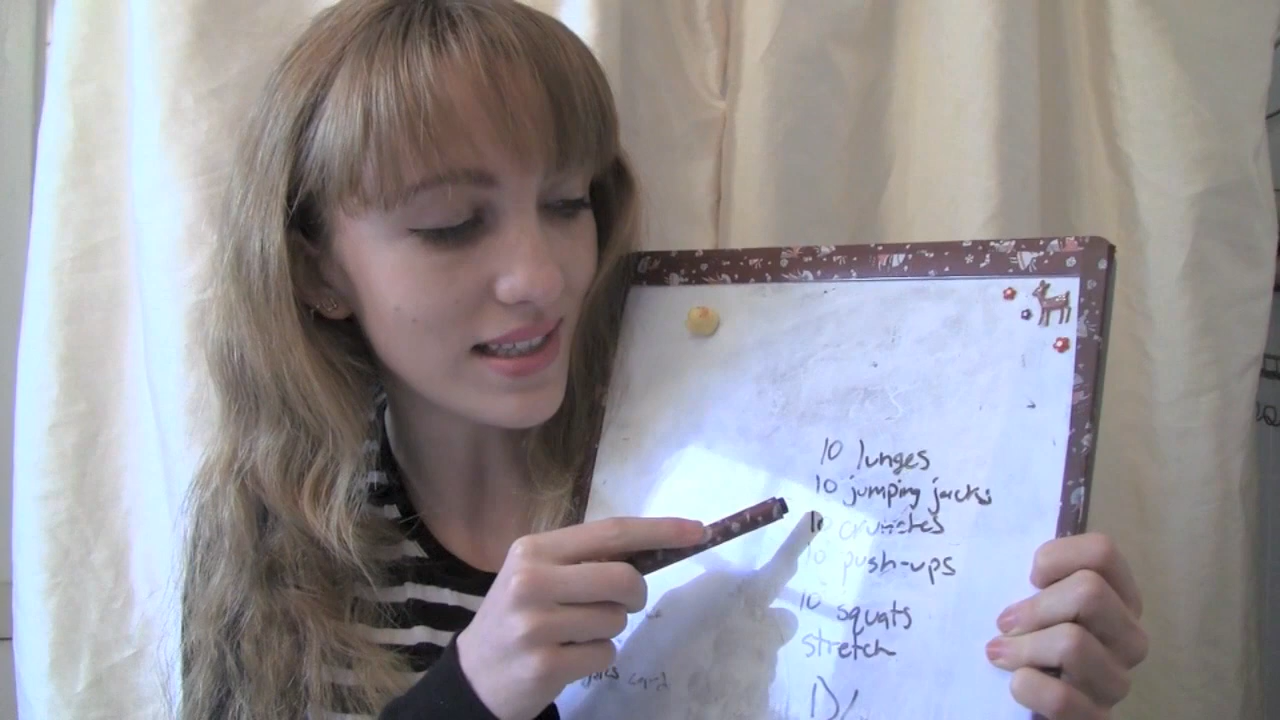 10 lunges
10 jumping jacks
10 crunches
10 push-ups
10 squats
stretch